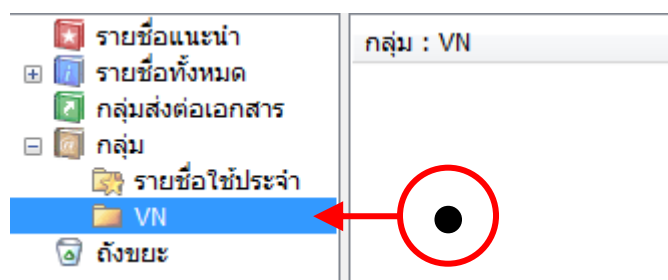 รายชื่อแนะนำ
รายชื่อทั้งหมด
กลุ่มส่งต่อเอกสาร
กลุ่ม
รายชื่อใช้ประจำ
VN
ถังขยะ
กลุ่ม : VN